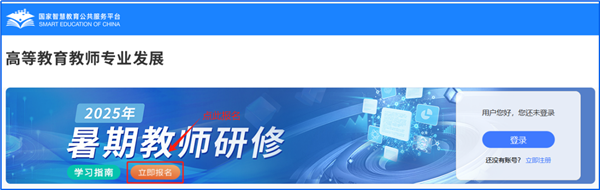 国家智慧教育公共服务平台
SMART EDUCATION OF CHINA
高等教育教师专业发展
2025年
暑期教师研修
学习指南
立即报名
用户您好，您还未登录
登录
还没有账号? 立即注册